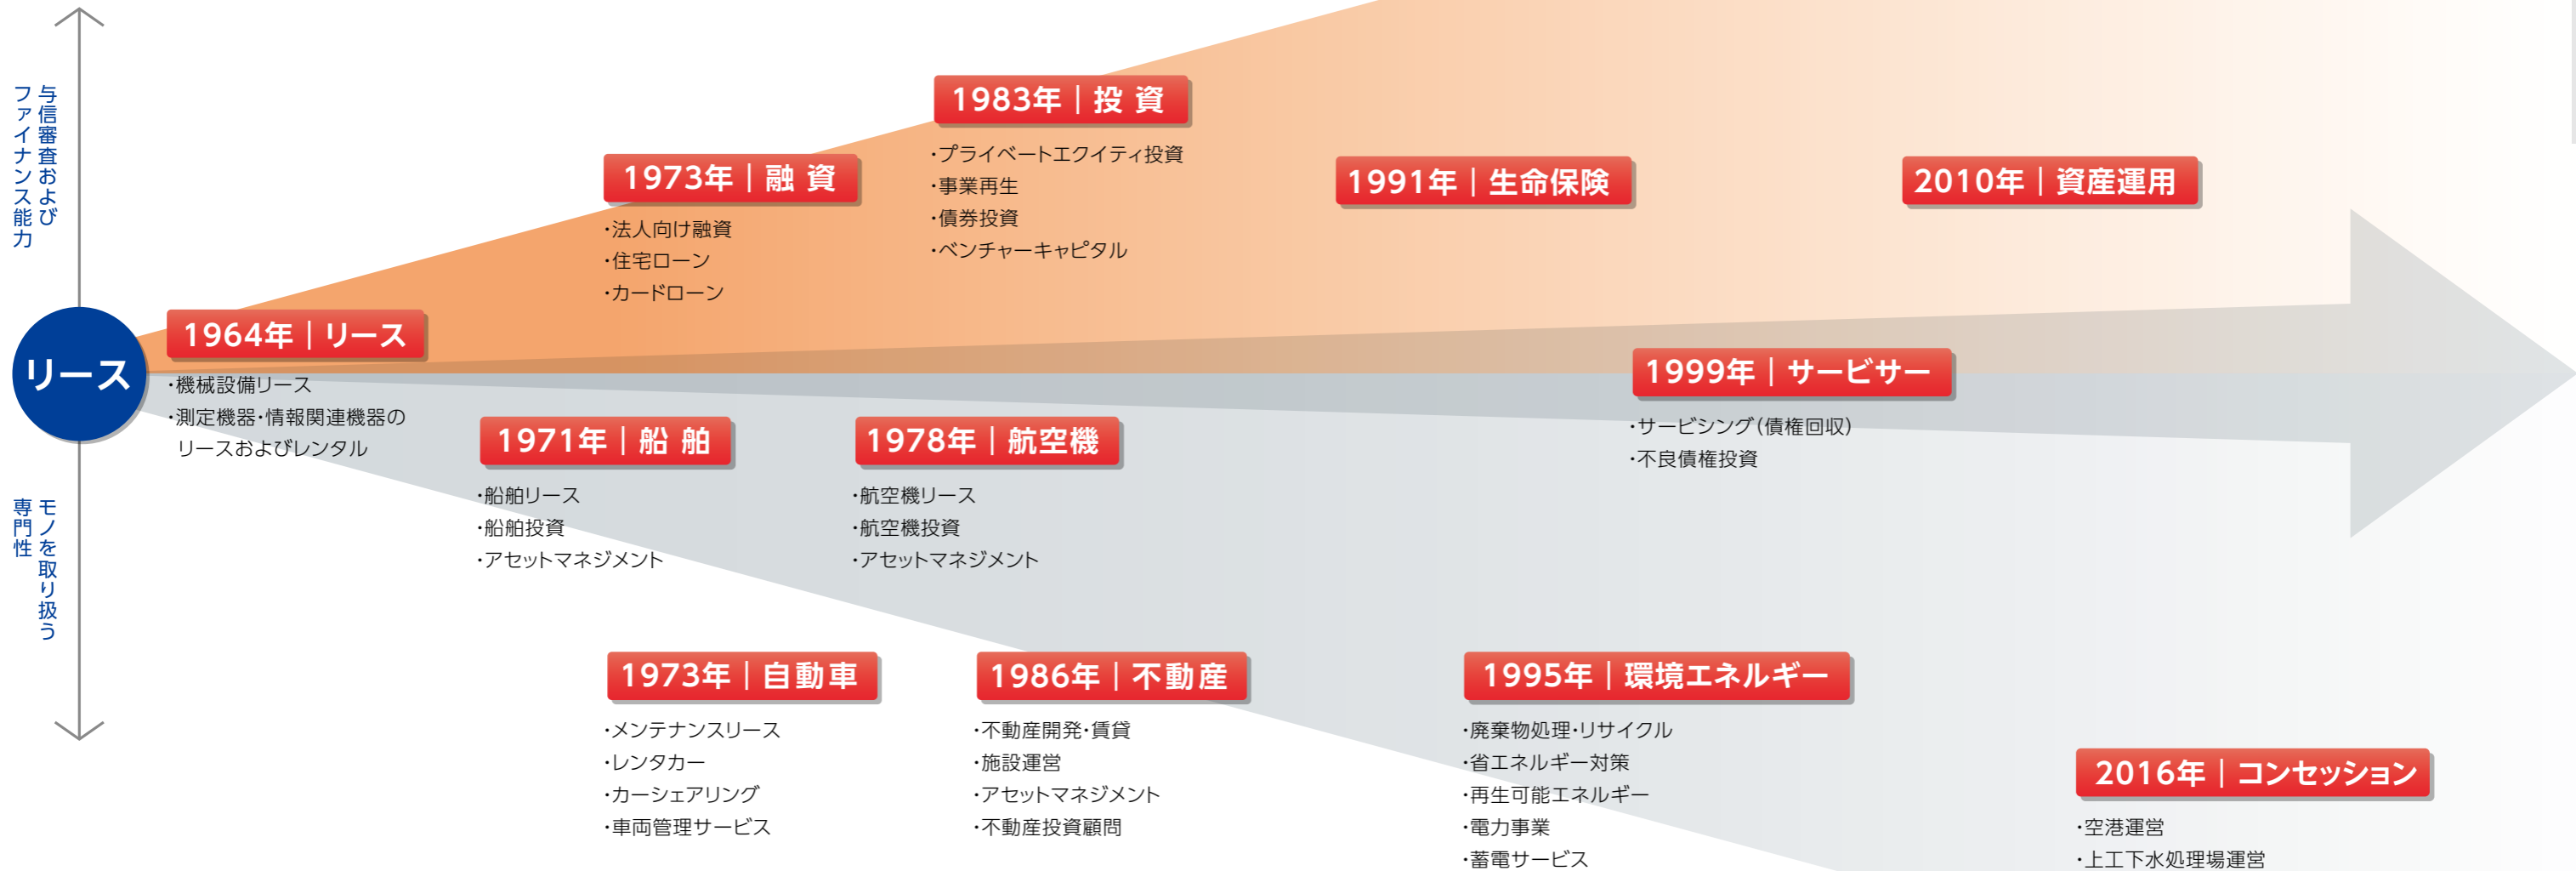 与信審査および
ファイナンス能力
リース
モノを取り扱う
専門性
1964年｜リース
・機械設備リース
・測定機器・情報関連機器の
リースおよびレンタル
1971年｜船 舶
・船舶リース
・船舶投資
・アセットマネジメント
1973年｜融 資
・法人向け融資
・住宅ローン
・カードローン
1973年｜自動車
・メンテナンスリース
・レンタカー
・カーシェアリング
・車両管理サービス
1978年｜航空機
・航空機リース
・航空機投資
・アセットマネジメント
1983年｜投 資
・プライベートエクイティ投資
・事業再生
・債券投資
・ベンチャーキャピタル
1986年｜不動産
・不動産開発・賃貸
・施設運営
・アセットマネジメント
・不動産投資顧問
1991年｜生命保険
1995年｜環境エネルギー
・廃棄物処理・リサイクル
・省エネルギー対策
・再生可能エネルギー
・電力事業
・蓄電サービス
1999年｜サービサー
・サービシング（債権回収）
・不良債権投資
2010年｜資産運用
2016年｜コンセッション
・空港運営
・上工下水処理場運営